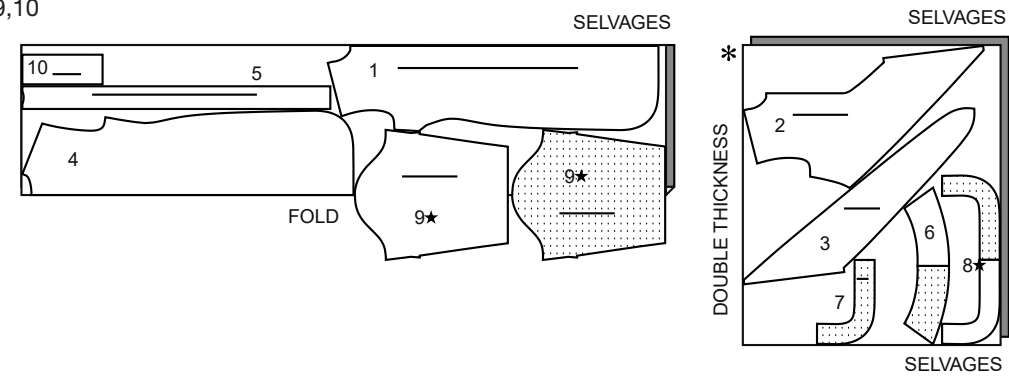 9,10
SELVAGES
10
5
1
4
9★
9★
FOLD
SELVAGES
*
2
DOUBLE THICKNESS
3
6
8★
7
SELVAGES